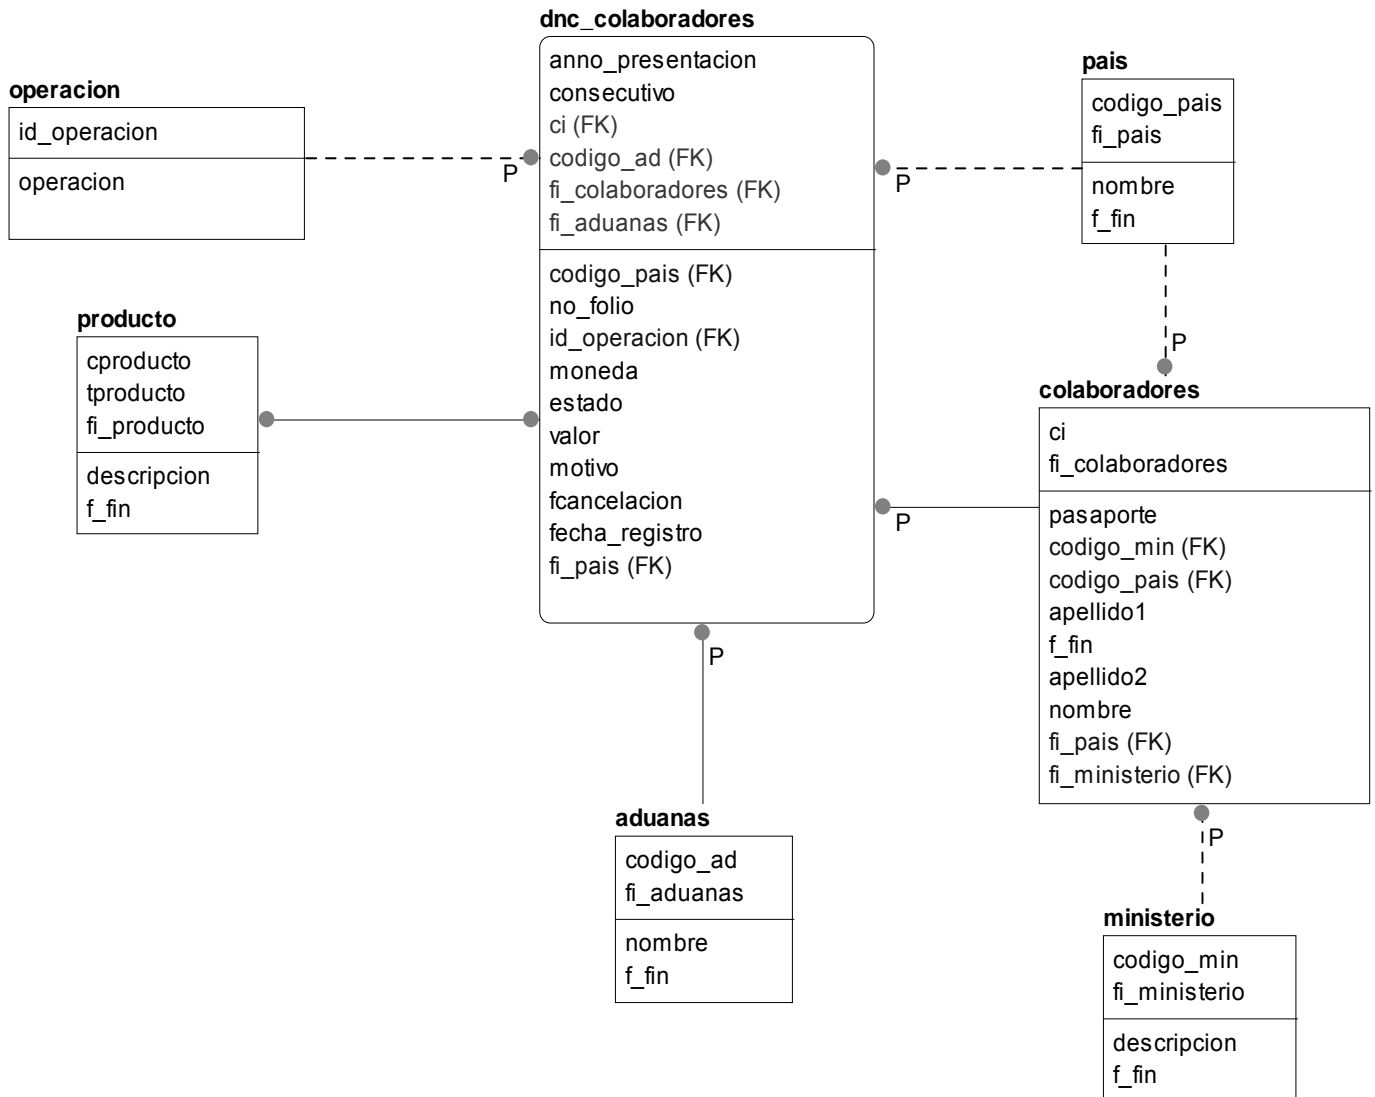 dnc_colaboradores
anno_presentacion
consecutivo
ci (FK)
codigo_ad (FK)
fi_colaboradores (FK)
fi_aduanas (FK)
codigo_pais (FK)
no_folio
id_operacion (FK)
moneda
estado
valor
motivo
fcancelacion
fecha_registro
fi_pais (FK)
operacion
id_operacion
operacion
P
producto
cproducto
tproducto
fi_producto
descripcion
f_fin
pais
codigo_pais
fi_pais
nombre
f_fin
P
P
colaboradores
ci
fi_colaboradores
pasaporte
codigo_min (FK)
codigo_pais (FK)
apellido1
f_fin
apellido2
nombre
fi_pais (FK)
fi_ministerio (FK)
P
P
aduanas
codigo_ad
fi_aduanas
nombre
f_fin
P
ministerio
codigo_min
fi_ministerio
descripcion
f_fin